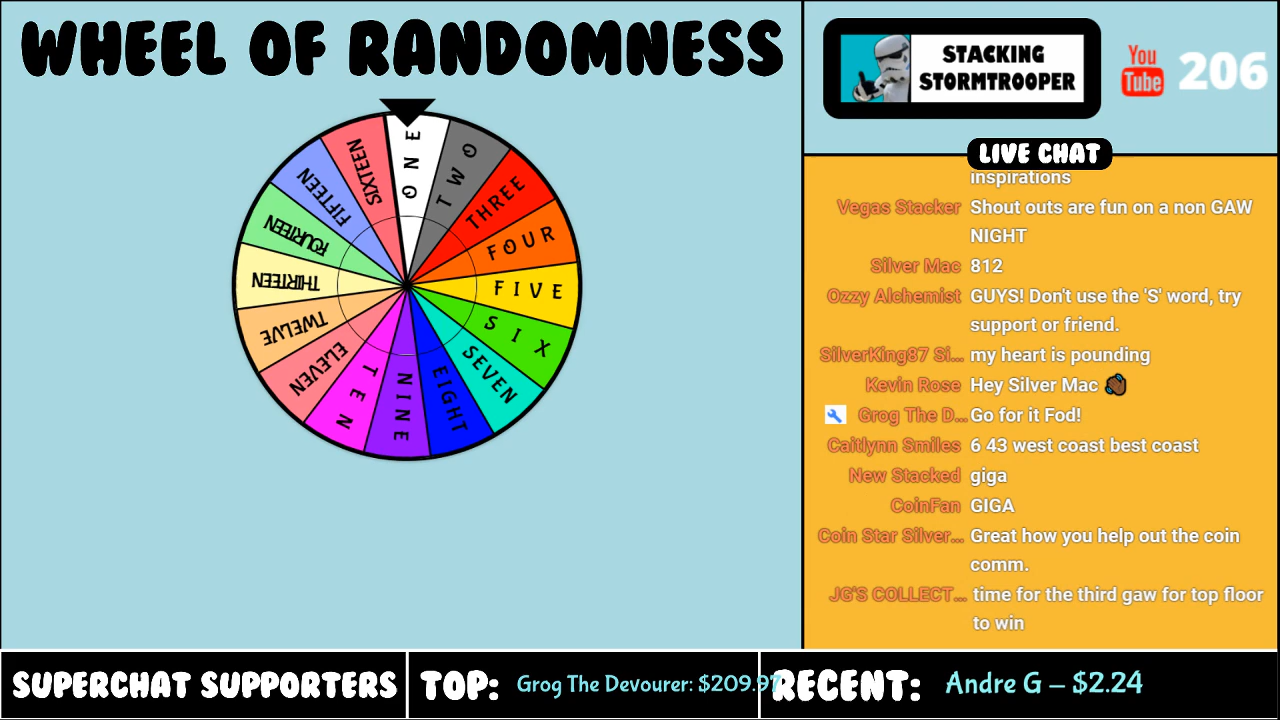 WHEEL OF RANDOMNESS
ONE
TWO
THREE
FOUR
FIVE
SIX
SEVEN
EIGHT
NINE
TEN
ELEVEN
TWELVE
THIRTEEN
FOURTEEN
FIFTEEN
SIXTEEN
STACKING
STORMTROOPER
You
Tube
206
LIVE CHAT
inspirations
Vegas Stacker Shout outs are fun on a non GAW
NIGHT
Silver Mac 812
Ozzy Alchemist GUYS! Don't use the 'S' word, try
support or friend.
SilverKing87 Si... my heart is pounding
Kevin Rose Hey Silver Mac 👋🏾
Grog The D... Go for it Fod!
Caitlynn Smiles 6 43 west coast best coast
New Stacked giga
CoinFan GIGA
Coin Star Silver... Great how you help out the coin
comm.
JG'S COLLECT... time for the third gaw for top floor
to win
SUPERCHAT SUPPORTERS
TOP: Grog The Devourer: $209.97
RECENT: Andre G – $2.24